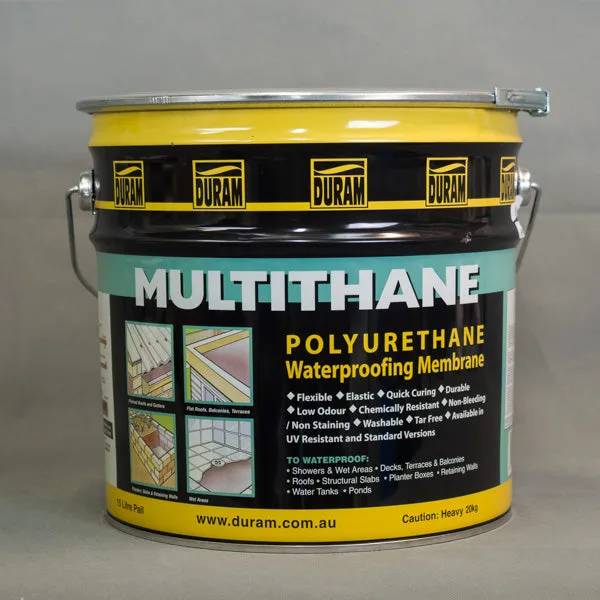 DURAM DURAM DURAM DURAM DURAM
MULTITHANE
POLYURETHANE
Waterproofing Membrane
◆ Flexible ◆ Elastic ◆ Quick Curing ◆ Durable
◆ Low Odour ◆ Chemically Resistant ◆ Non-Bleeding
/ Non Staining ◆ Washable ◆ Tar Free ◆ Available in
UV Resistant and Standard Versions
Flat Roofs, Balconies, Terraces
Wet Areas
TO WATERPROOF:
• Showers & Wet Areas • Decks, Terraces & Balconies
• Roofs • Structural Slabs • Planter Boxes • Retaining Walls
• Water Tanks • Ponds
15 Litre Pail
www.duram.com.au
Caution: Heavy 20kg